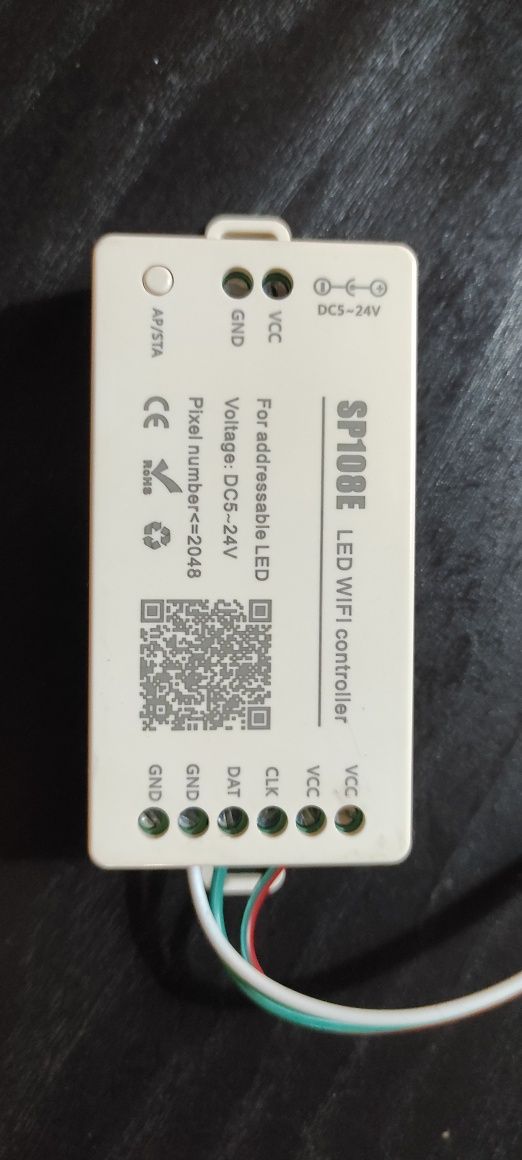 DC5~24V
VCC
GND
AP/STA
SP108E LED WIFI controller
For addressable LED
Voltage: DC5~24V
Pixel number<=2048
CE
RoHS
VCC
VCC
CLK
DAT
GND
GND